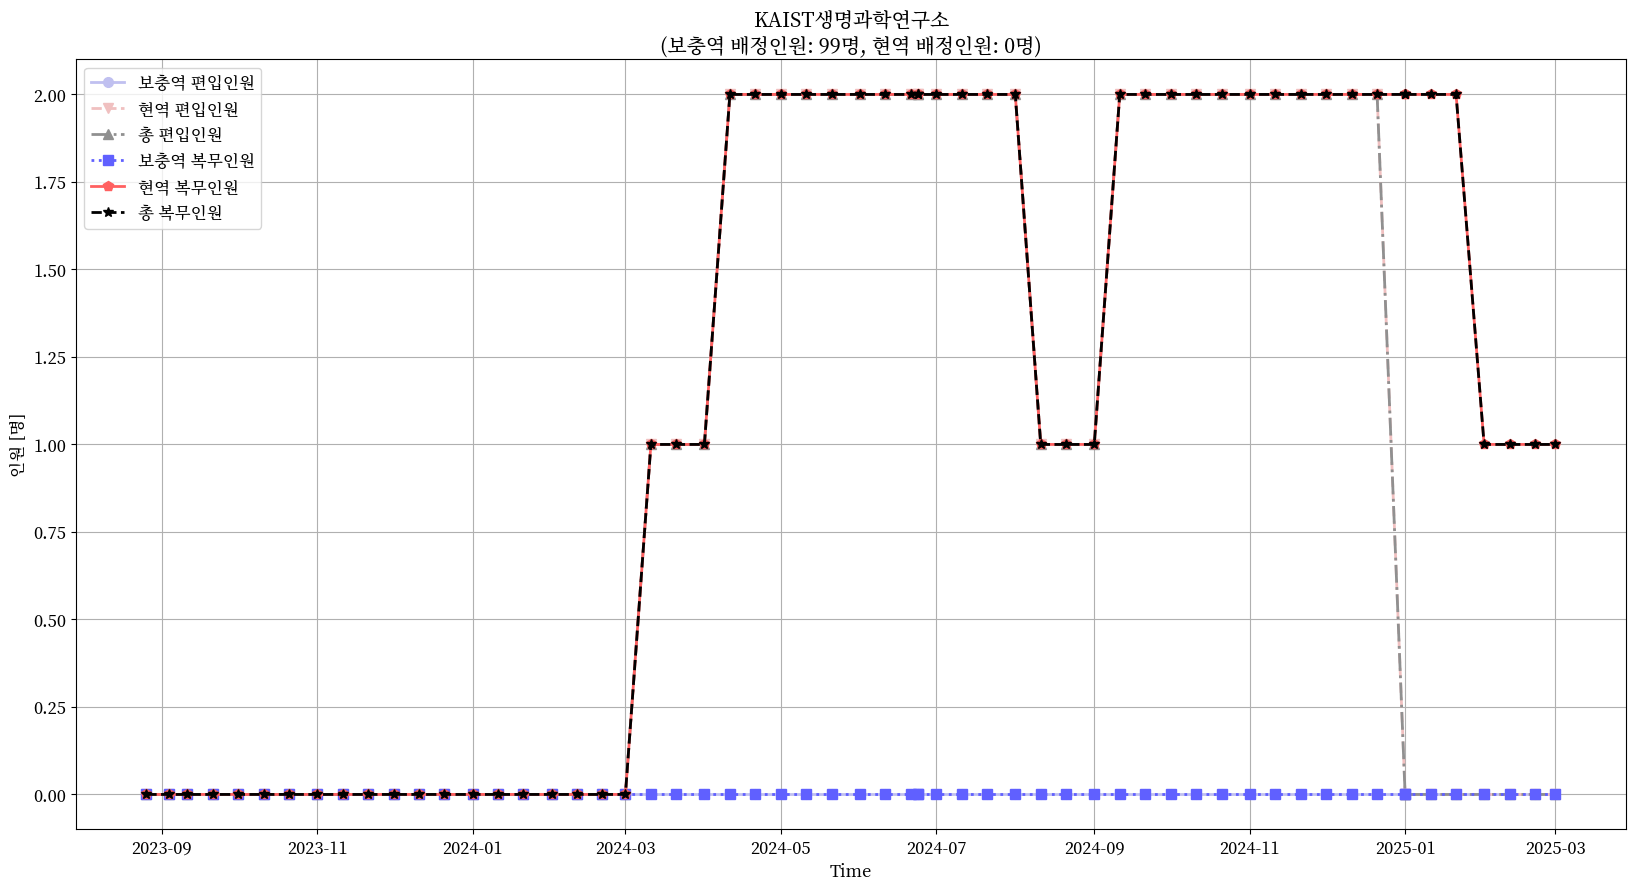 KAIST생명과학연구소
(보충역 배정인원: 99명, 현역 배정인원: 0명)
보충역 편입인원
현역 편입인원
총 편입인원
보충역 복무인원
현역 복무인원
총 복무인원
2.00
1.75
1.50
1.25
1.00
0.75
0.50
0.25
0.00
인원 [명]
2023-09 2023-11 2024-01 2024-03 2024-05 2024-07 2024-09 2024-11 2025-01 2025-03
Time